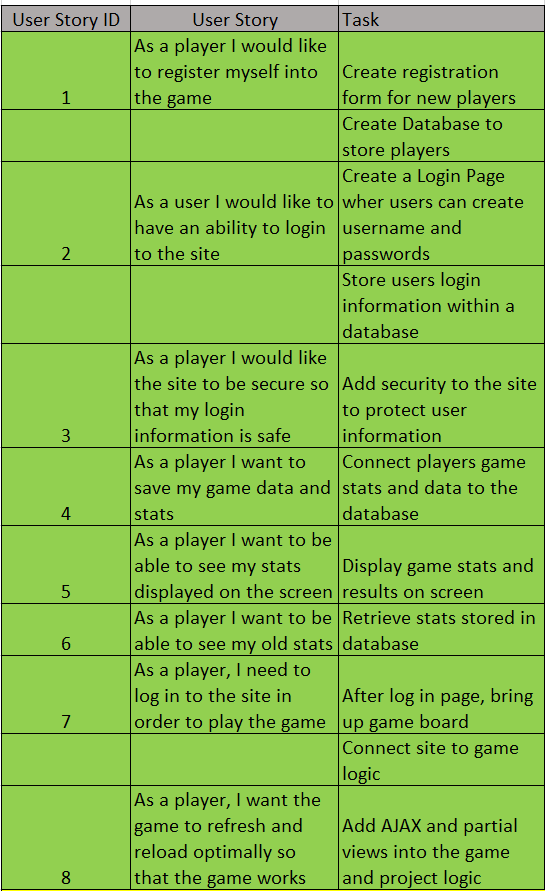 User Story ID User Story Task
As a player I would like
to register myself into
the game
1
Create registration
form for new players
Create Database to
store players
As a user I would like to
have an ability to login
to the site
2
Create a Login Page
wher users can create
username and
passwords
Store users login
information within a
database
As a player I would like
the site to be secure so
that my login
information is safe
3
Add security to the site
to protect user
information
As a player I want to
save my game data and
stats
4
Connect players game
stats and data to the
database
As a player I want to be
able to see my stats
displayed on the screen
5
Display game stats and
results on screen
As a player I want to be
able to see my old stats
6
Retrieve stats stored in
database
As a player, I need to
log in to the site in
order to play the game
7
After log in page, bring
up game board
Connect site to game
logic
As a player, I want the
game to refresh and
reload optimally so
that the game works
8
Add AJAX and partial
views into the game
and project logic